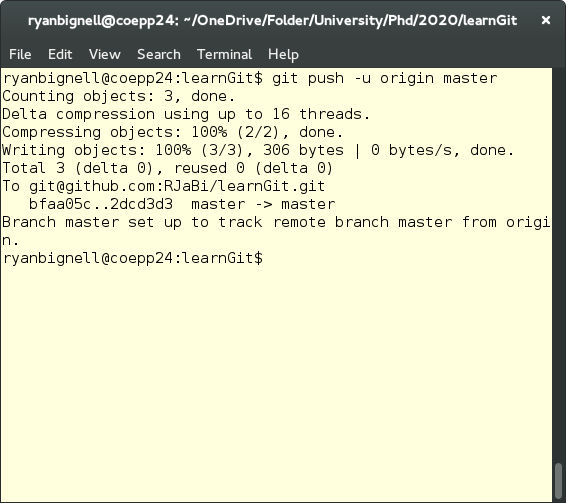 ryanbignell@coepp24: ~/OneDrive/Folder/University/Phd/2020/learnGit
File Edit View Search Terminal Help
ryanbignell@coepp24:learnGit$ git push -u origin master
Counting objects: 3, done.
Delta compression using up to 16 threads.
Compressing objects: 100% (2/2), done.
Writing objects: 100% (3/3), 306 bytes | 0 bytes/s, done.
Total 3 (delta 0), reused 0 (delta 0)
To git@github.com:RJaBi/learnGit.git
   bfaa05c..2dcd3d3  master -> master
Branch master set up to track remote branch master from origi
n.
ryanbignell@coepp24:learnGit$